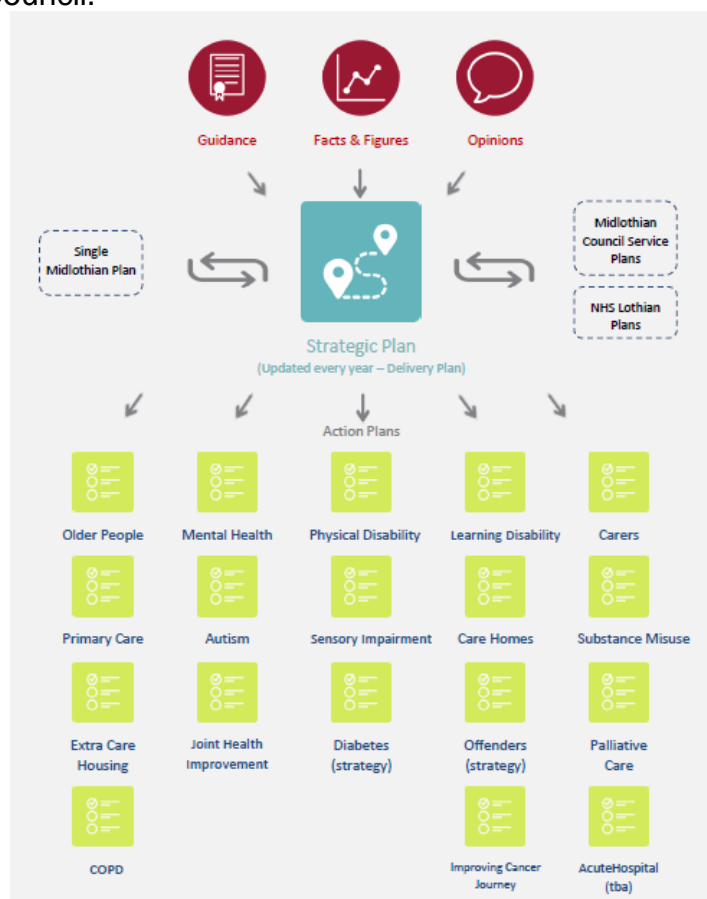 ouncil.
Guidance
Facts & Figures
Opinions
Single
Midlothian Plan
Midlothian
Council Service
Plans
NHS Lothian
Plans
Strategic Plan
(Updated every year – Delivery Plan)
Action Plans
Older People
Mental Health
Physical Disability
Learning Disability
Carers
Primary Care
Autism
Sensory Impairment
Care Homes
Substance Misuse
Extra Care
Housing
Joint Health
Improvement
Diabetes
(strategy)
Offenders
(strategy)
Palliative
Care
COPD
Improving Cancer
Journey
AcuteHospital
(tba)